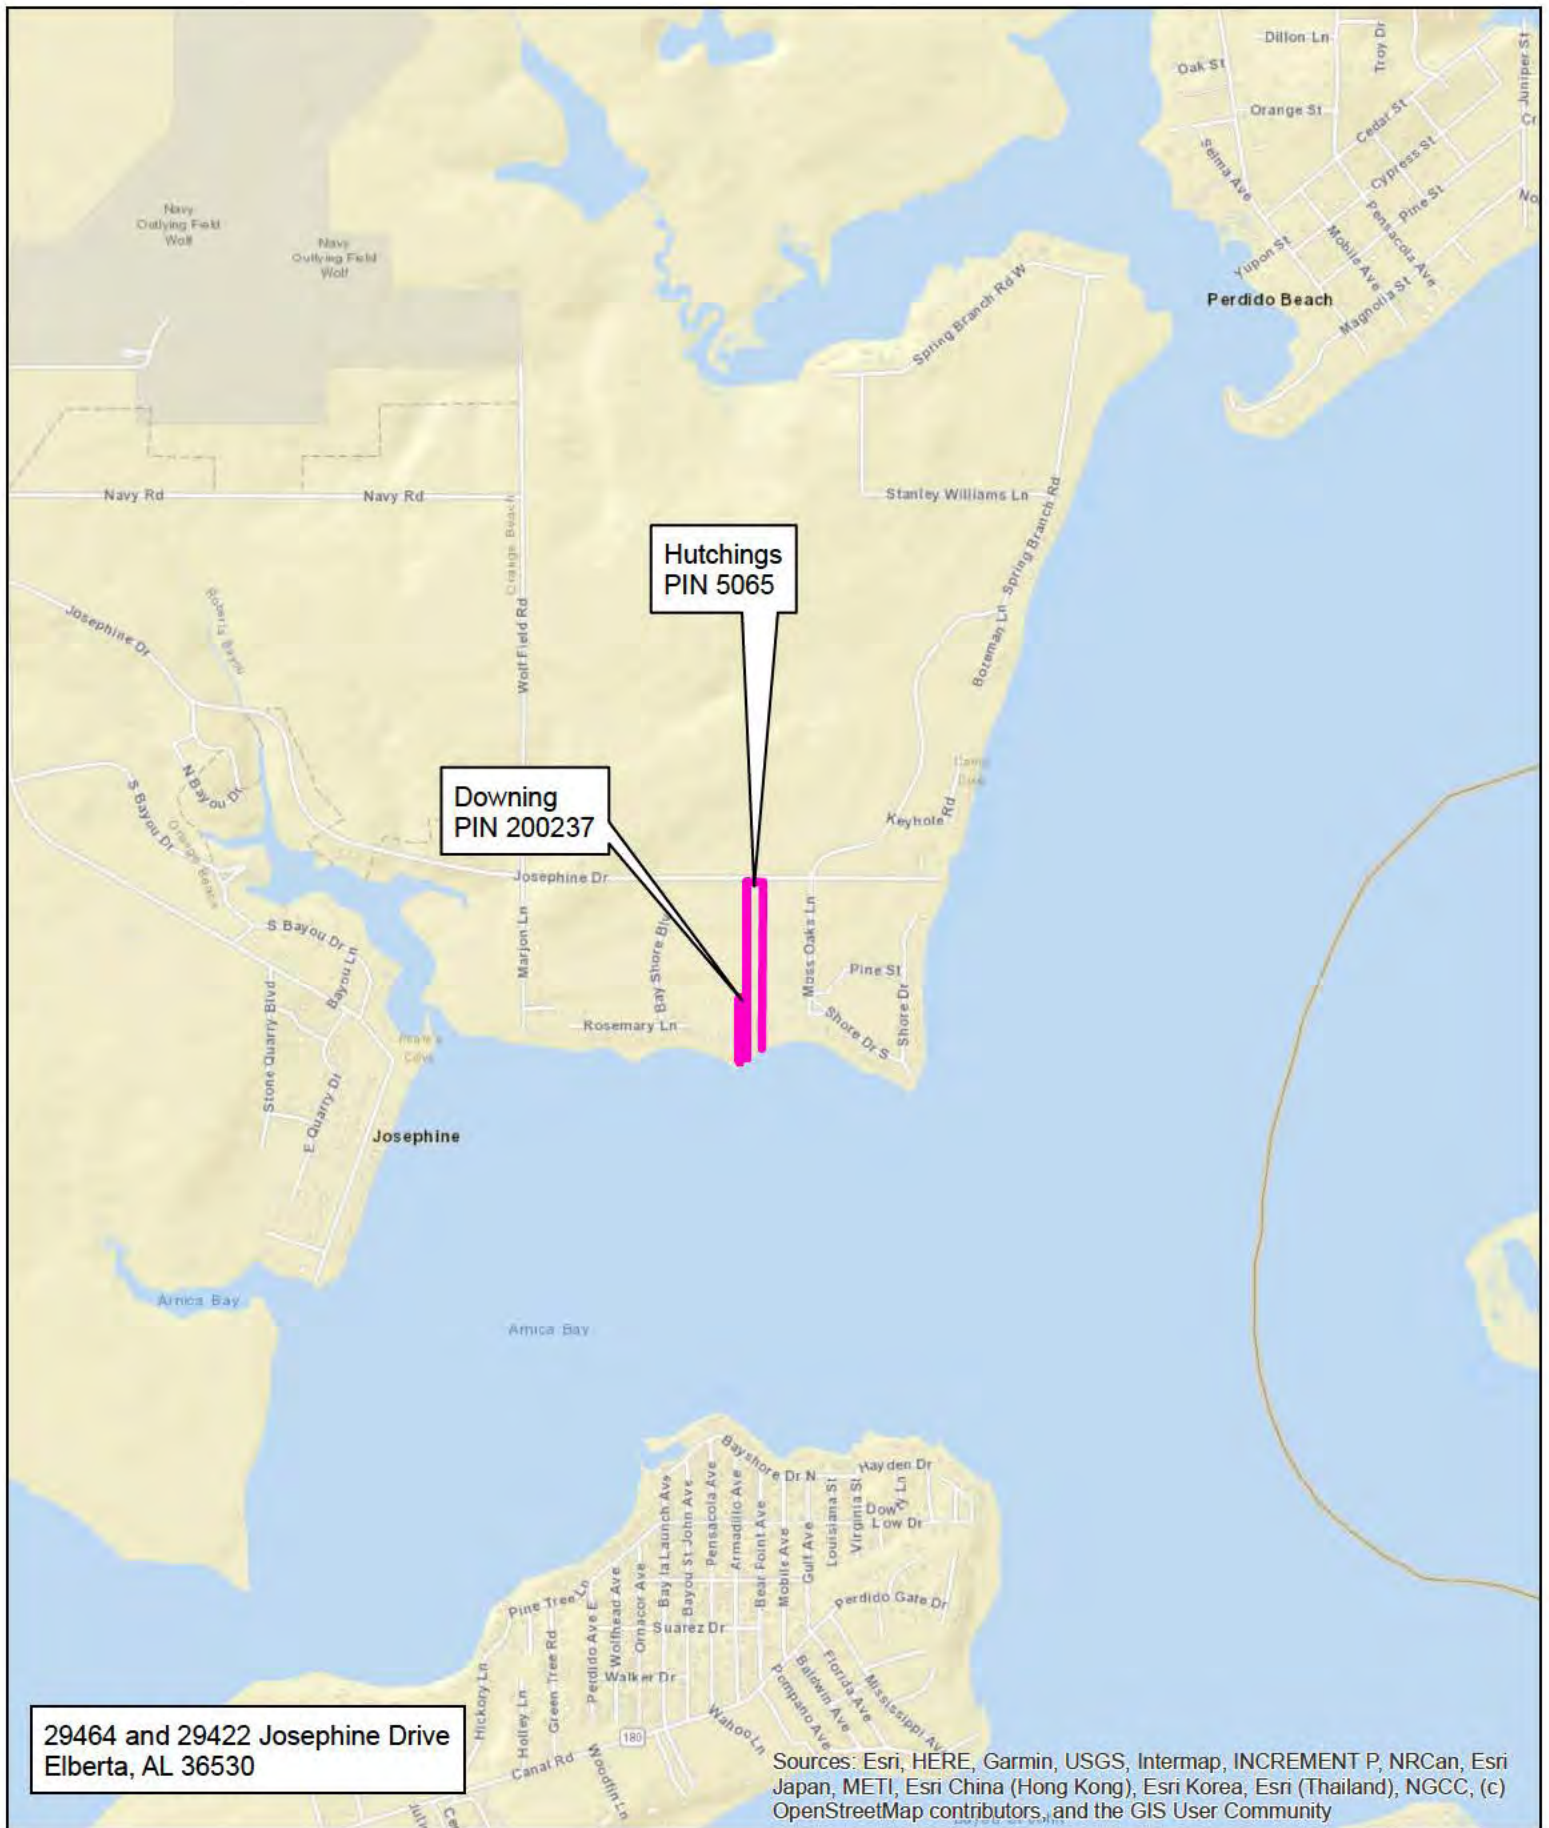 Dillon Ln
Troy Dr
Juniper St
Oak St
Orange St
Cedar St
Selma Ave
Cypress St
Pine St
Pensacola Ave
Mobile Ave
Yupon St
Magnolia St
Perdido Beach
Navy
Outlying Field
Wolf
Navy
Outlying Field
Wolf
Spring Branch Rd W
Navy Rd
Navy Rd
Orange Beach
Stanley Williams Ln
Spring Branch Rd
Hutchings
PIN 5065
Josephine Dr
Roberts Bayou
Wolf Field Rd
Bozeman Ln
N Bayou Dr
S Bayou Dr
Orange Beach
Downing
PIN 200237
Keyhole Rd
Josephine Dr
S Bayou Dr
Bayou Ln
Marjon Ln
Bay Shore Blv
Moss Oaks Ln
Pine St
Shore Dr
Shore Dr S
Rosemary Ln
Stone Quarry Blvd
E Quarry Dr
Josephine
Arnica Bay
Arnica Bay
Bayshore Dr N
Hayden Dr
Bay la Launch Ave
Bayou St John Ave
Pensacola Ave
Armadillo Ave
Bear Point Ave
Mobile Ave
Gulf Ave
Louisiana St
Virginia St
Low Dr
Perdido Gate Dr
Pine Tree Ln
Perdido Ave E
Wolfhead Ave
Ornacor Ave
Suarez Dr
Walker Dr
Hickory Ln
Holley Ln
Green Tree Rd
Florida Ave
Baldwin Ave
Pompano Ave
Mississippi Ave
Wahoo Ln
180
Canal Rd
Woodfin Ln
29464 and 29422 Josephine Drive
Elberta, AL 36530
Sources: Esri, HERE, Garmin, USGS, Intermap, INCREMENT P, NRCan, Esri
Japan, METI, Esri China (Hong Kong), Esri Korea, Esri (Thailand), NGCC, (c)
OpenStreetMap contributors, and the GIS User Community